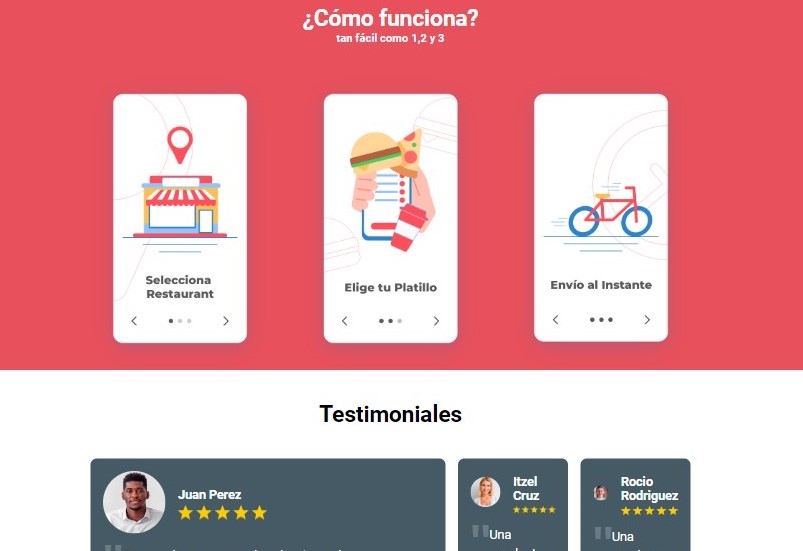 ¿Cómo funciona?
tan fácil como 1,2 y 3
Selecciona
Restaurant
Elige tu Platillo
Envío al Instante
Testimoniales
Juan Perez
Itzel
Cruz
"Una
Rocio
Rodriguez
"Una